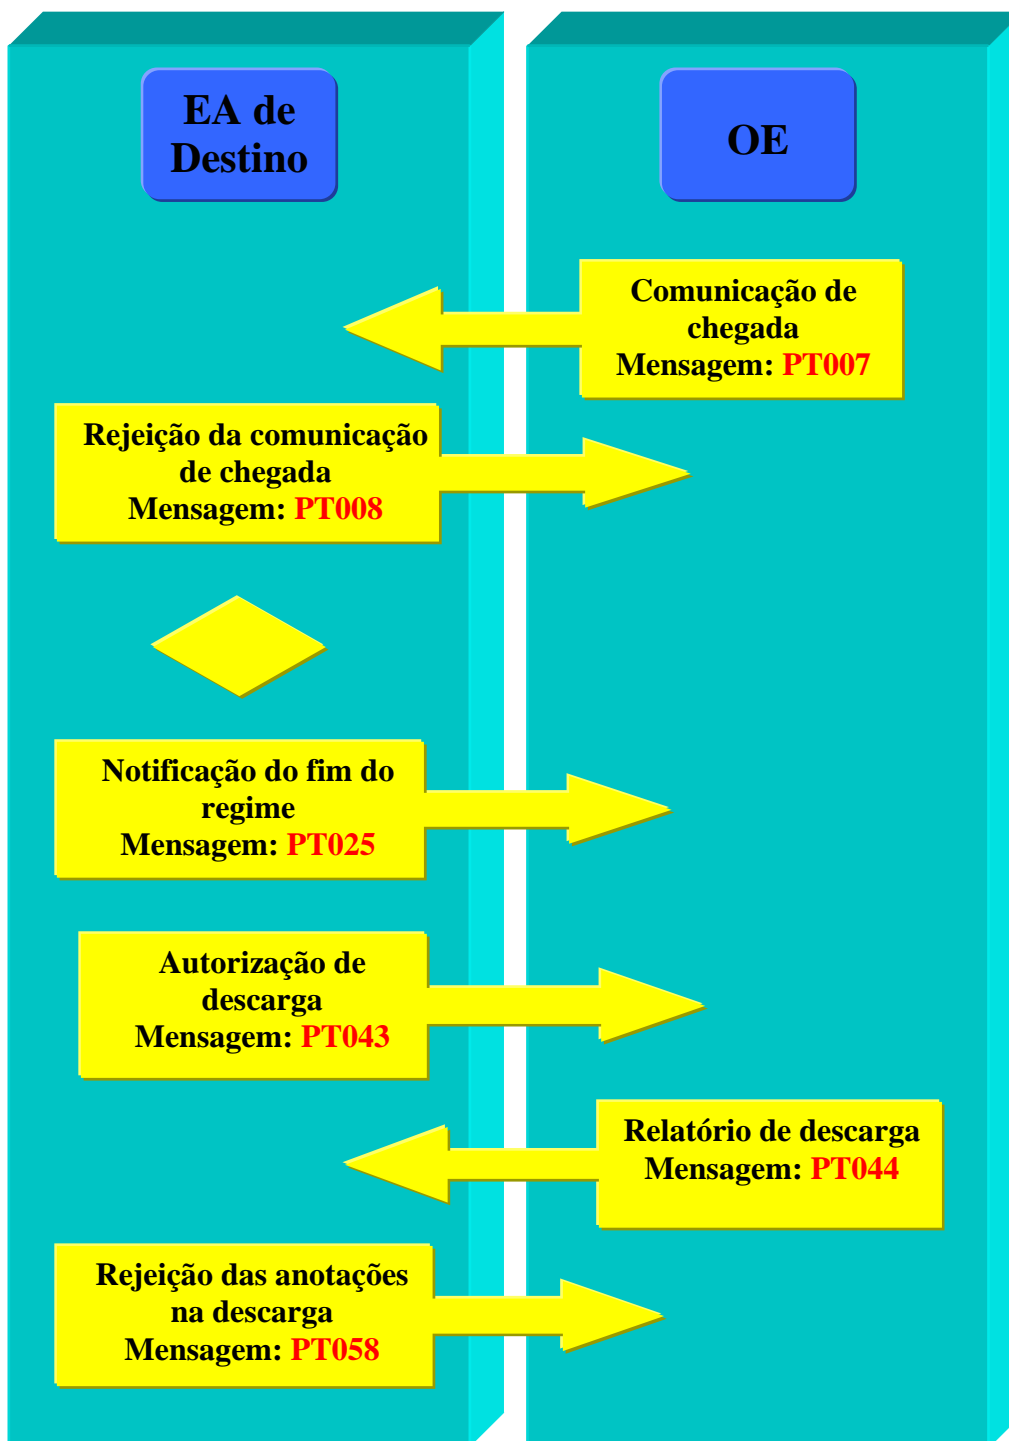 EA de
Destino
OE
Comunicação de
chegada
Mensagem: PT007
Rejeição da comunicação
de chegada
Mensagem: PT008
Notificação do fim do
regime
Mensagem: PT025
Autorização de
descarga
Mensagem: PT043
Relatório de descarga
Mensagem: PT044
Rejeição das anotações
na descarga
Mensagem: PT058